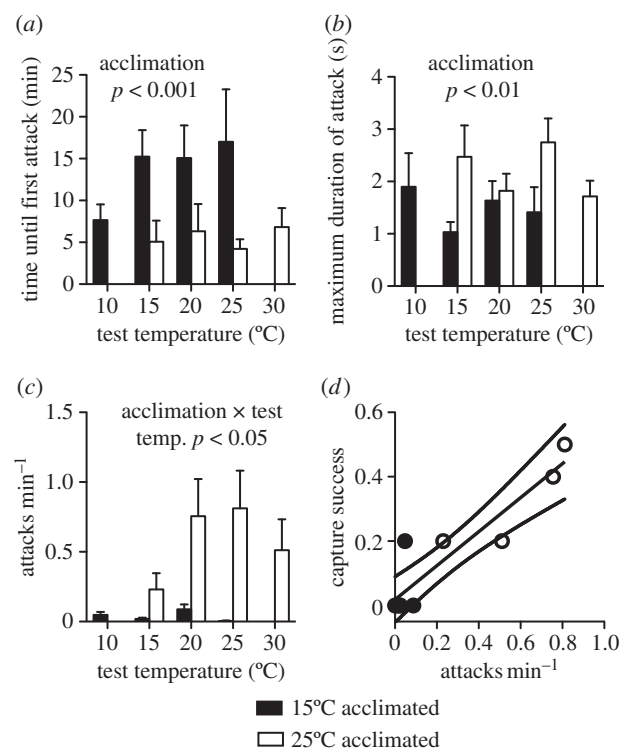 (a)
acclimation
p < 0.001
time until first attack (min)
25
20
15
10
5
0
10 15 20 25 30
test temperature (ºC)
(b)
acclimation
p < 0.01
maximum duration of attack (s)
4
3
2
1
0
10 15 20 25 30
test temperature (ºC)
(c)
acclimation × test
temp. p < 0.05
attacks min⁻¹
1.5
1.0
0.5
0
10 15 20 25 30
test temperature (ºC)
(d)
capture success
0.6
0.4
0.2
0
0 0.2 0.4 0.6 0.8 1.0
attacks min⁻¹
15ºC acclimated
25ºC acclimated